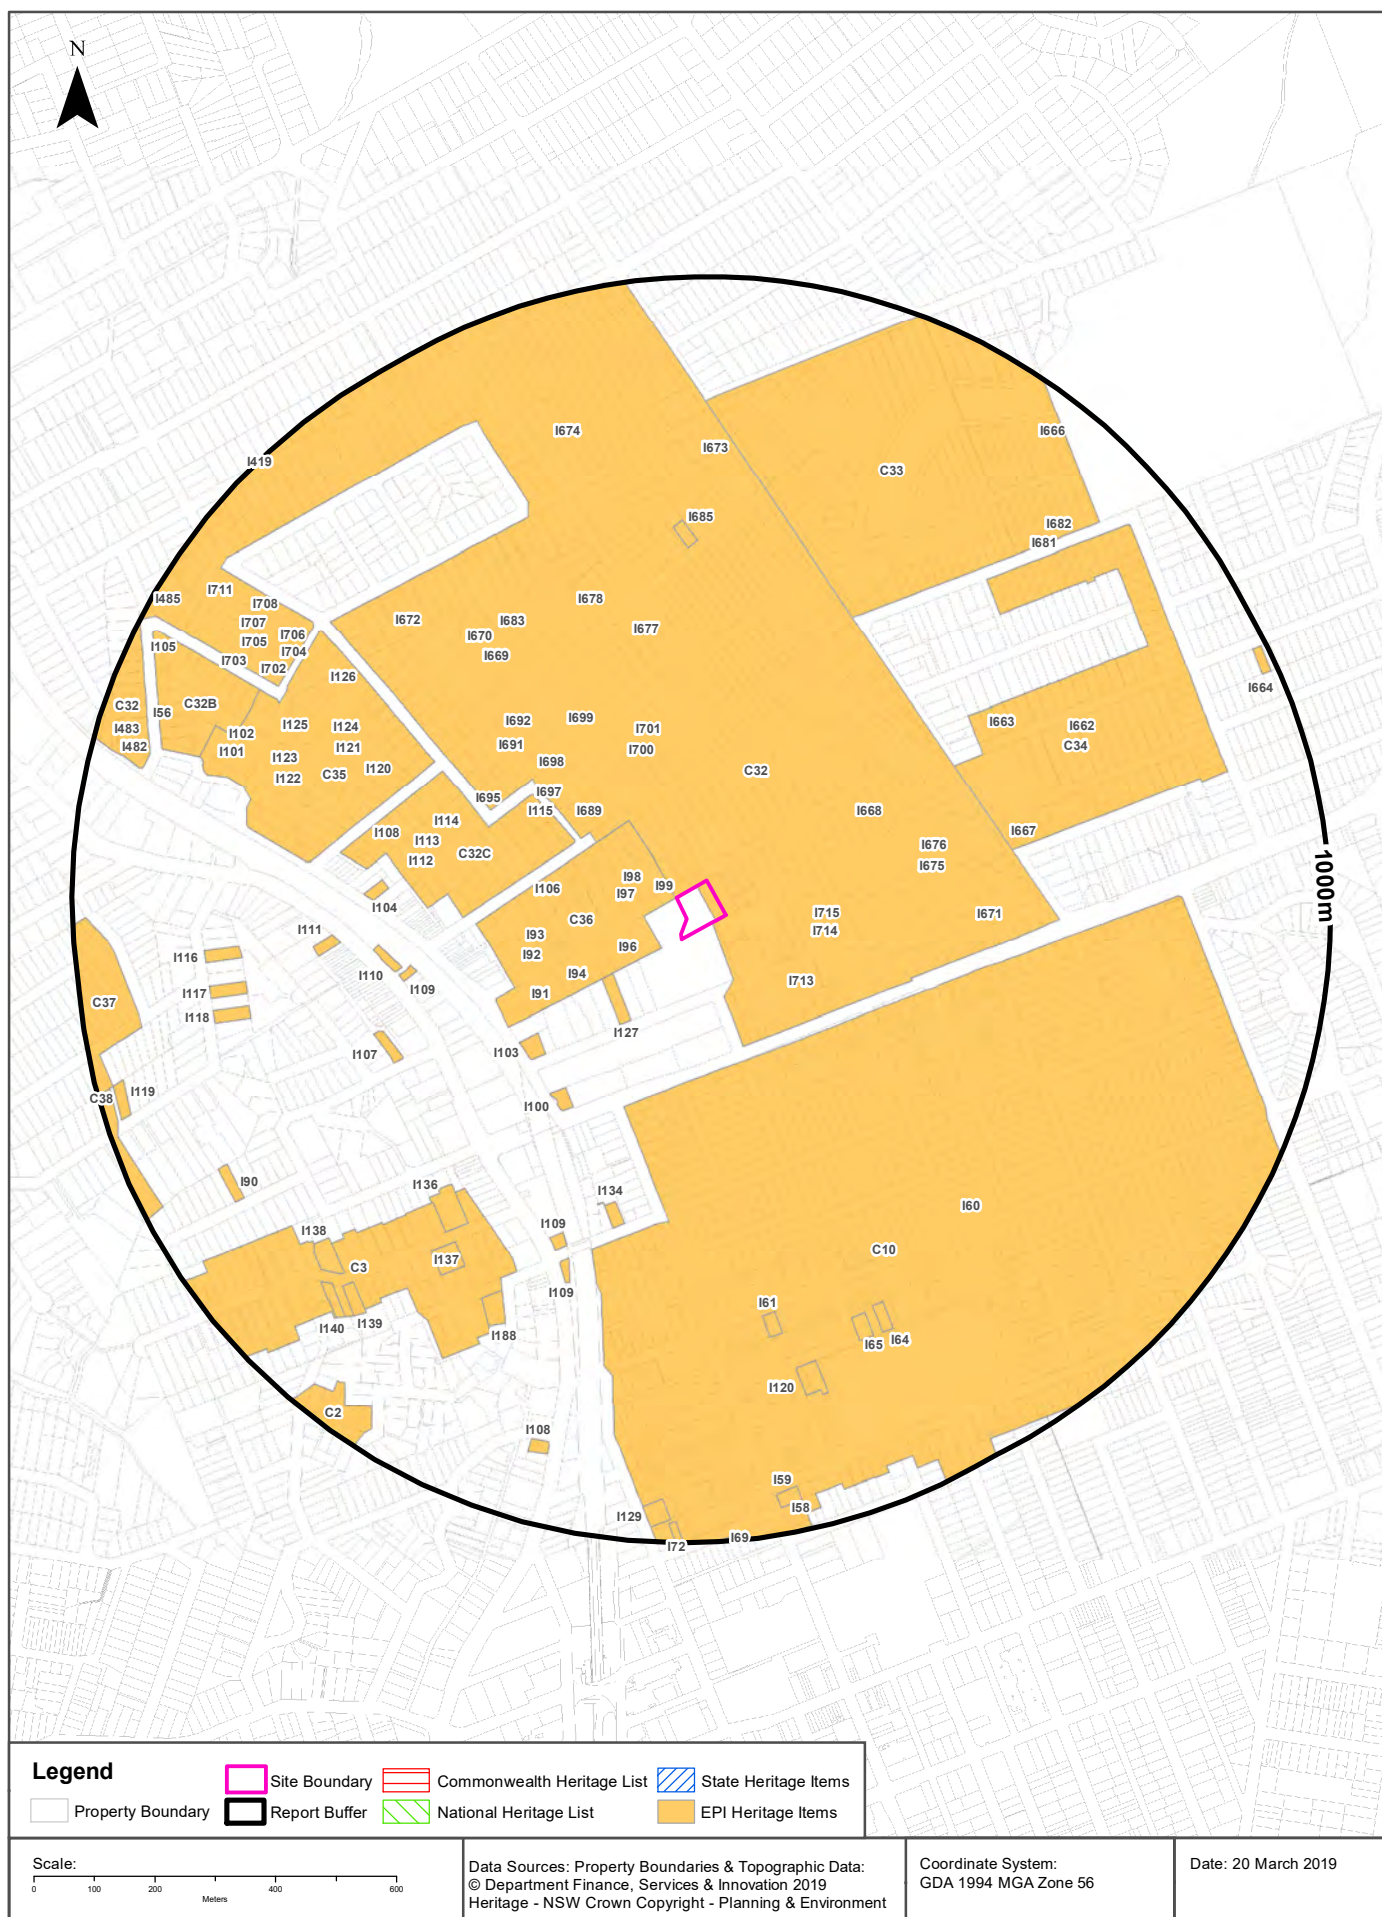 N
I674
I666
I673
I419
C33
I685
I682
I681
I711
I485
I708
I678
I707
I672
I683
I677
I706
I670
I705
I105
I704
I669
I703
I702
I126
I664
C32
C32B
I56
I692
I699
I663
I662
I483
I102
I125
I124
I701
I482
I101
I121
I691
I700
C34
I123
I698
C35
I120
C32
I122
I695
I697
I115
I689
I668
I114
I108
I667
I113
I676
C32C
I112
I675
1000m
I98
I99
I106
I97
I104
I715
I671
C36
I111
I93
I714
I96
I92
I116
I110
I94
I713
I109
I117
I91
C37
I118
I127
I107
I103
I119
C38
I100
I90
I136
I134
I60
I138
I109
C10
I137
C3
I109
I61
I140
I139
I188
I65
I64
I120
C2
I108
I59
I58
I129
I69
I72
Legend
Site Boundary
Commonwealth Heritage List
State Heritage Items
Property Boundary
Report Buffer
National Heritage List
EPI Heritage Items
Scale:
0 100 200 400 600
Meters
Data Sources: Property Boundaries & Topographic Data:
© Department Finance, Services & Innovation 2019
Heritage - NSW Crown Copyright - Planning & Environment
Coordinate System:
GDA 1994 MGA Zone 56
Date: 20 March 2019